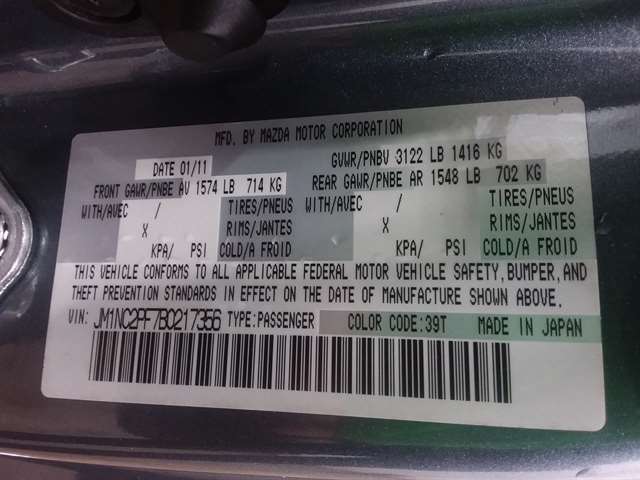 MFD. BY MAZDA MOTOR CORPORATION
DATE 01/11 GVWR/PNBV 3122 LB 1416 KG
FRONT GAWR/PNBE AV 1574 LB 714 KG REAR GAWR/PNBE AR 1548 LB 702 KG
WITH/AVEC / TIRES/PNEUS WITH/AVEC / TIRES/PNEUS
X RIMS/JANTES X RIMS/JANTES
KPA/ PSI COLD/A FROID KPA/ PSI COLD/A FROID
THIS VEHICLE CONFORMS TO ALL APPLICABLE FEDERAL MOTOR VEHICLE SAFETY, BUMPER, AND
THEFT PREVENTION STANDARDS IN EFFECT ON THE DATE OF MANUFACTURE SHOWN ABOVE.
VIN: JM1NC2PF7B0217356 TYPE:PASSENGER COLOR CODE:39T MADE IN JAPAN